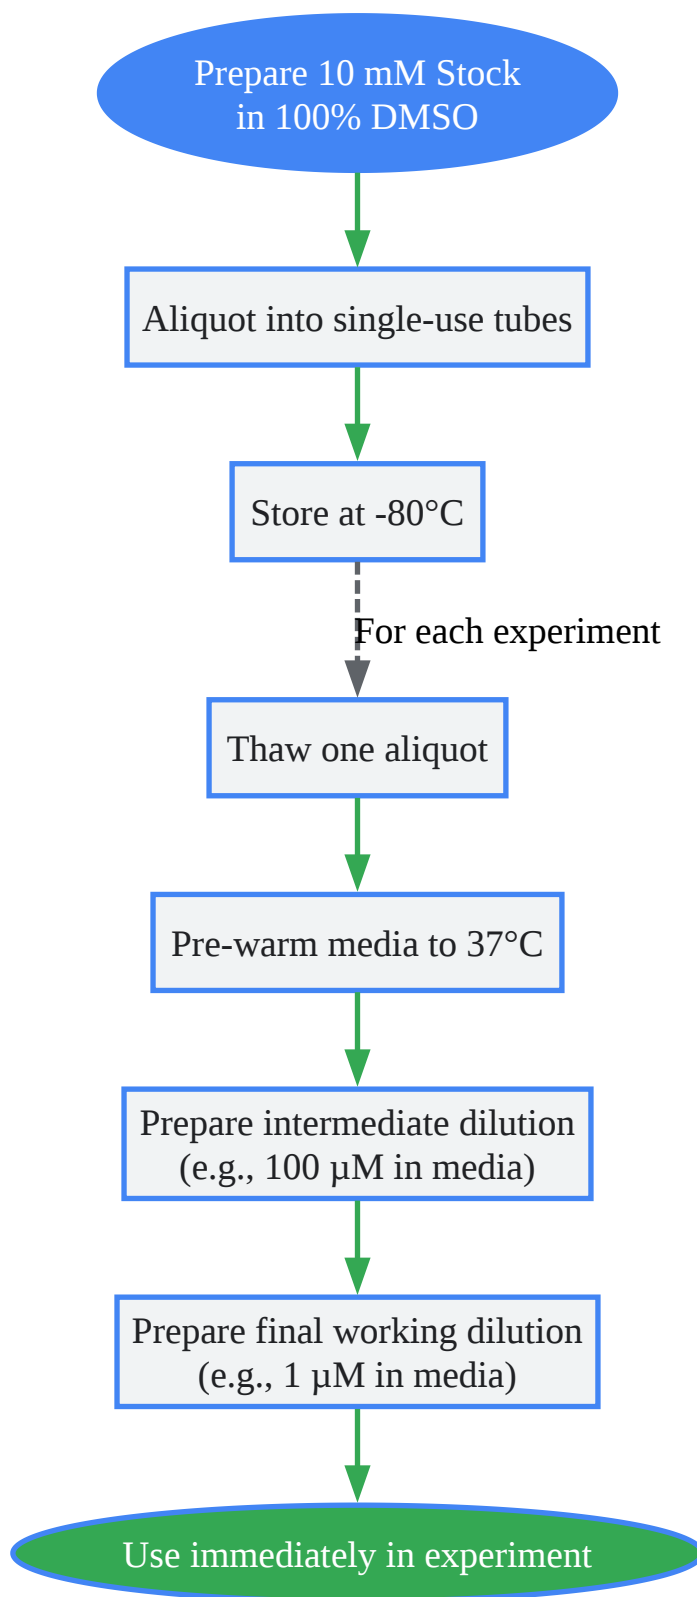 Prepare 10 mM Stock
in 100% DMSO
Aliquot into single-use tubes
Store at -80°C
For each experiment
Thaw one aliquot
Pre-warm media to 37°C
Prepare intermediate dilution
(e.g., 100 µM in media)
Prepare final working dilution
(e.g., 1 µM in media)
Use immediately in experiment